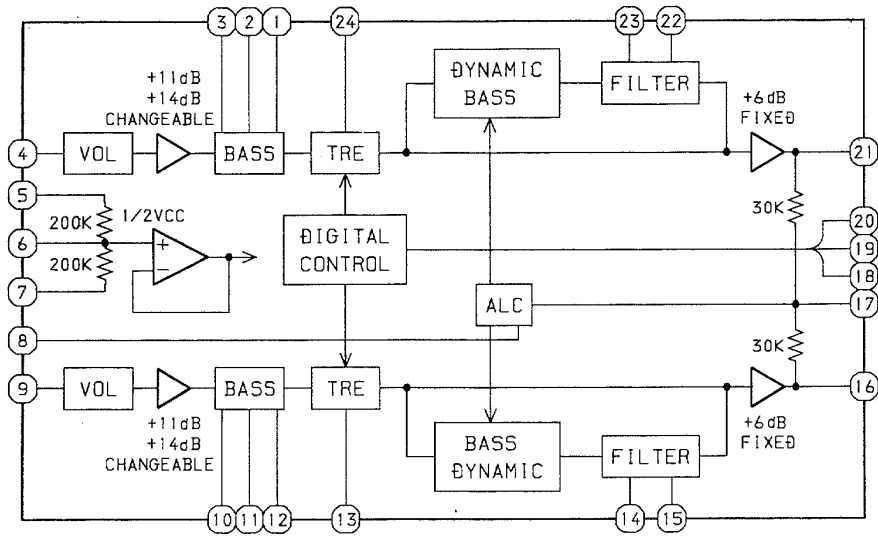 3 2 1 24 23 22
+11dB
+14dB
CHANGEABLE
DYNAMIC
BASS
FILTER
+6dB
FIXED
4 VOL BASS TRE 21
5
200K
1/2VCC
30K
6
+
-
200K
7
DIGITAL
CONTROL
20
19
18
ALC
17
8
30K
9 VOL BASS TRE 16
+11dB
+14dB
CHANGEABLE
BASS
DYNAMIC
FILTER
+6dB
FIXED
10 11 12 13 14 15